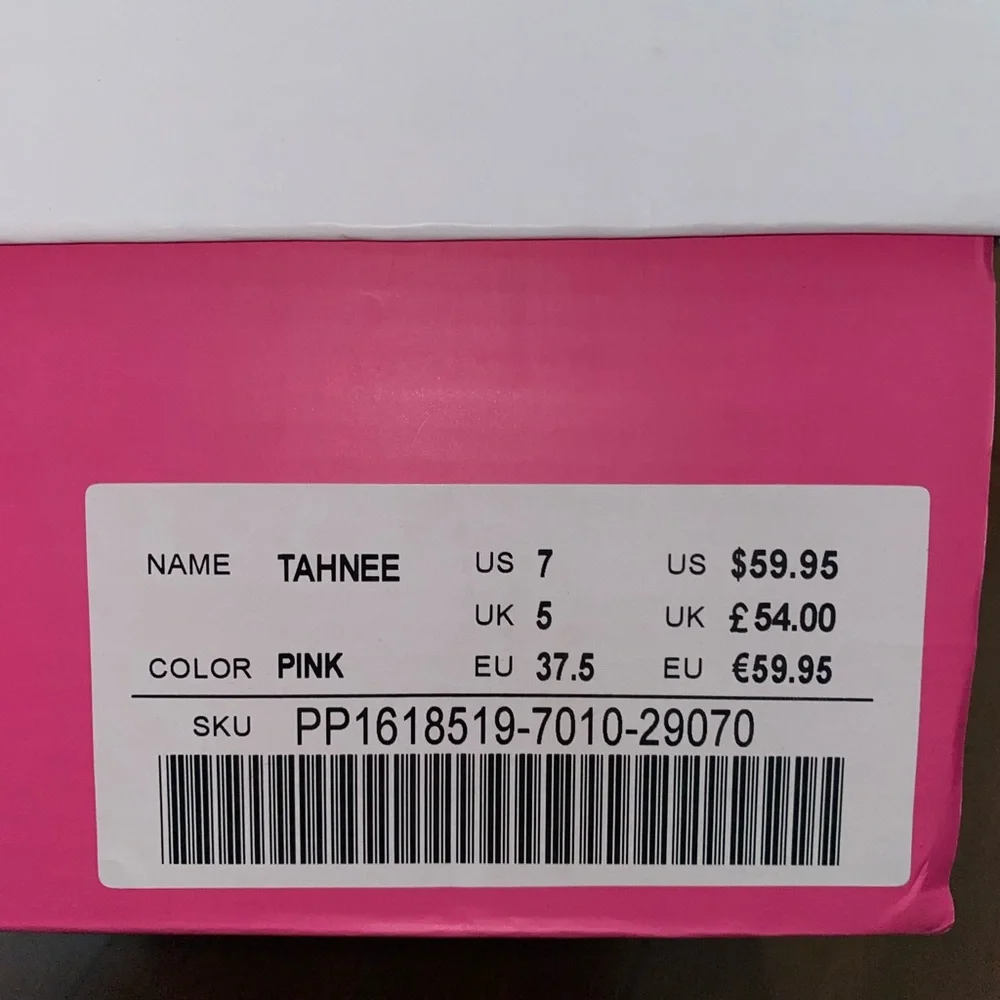 NAME TAHNEE US 7 US $59.95
UK 5 UK £54.00
COLOR PINK EU 37.5 EU €59.95
SKU PP1618519-7010-29070